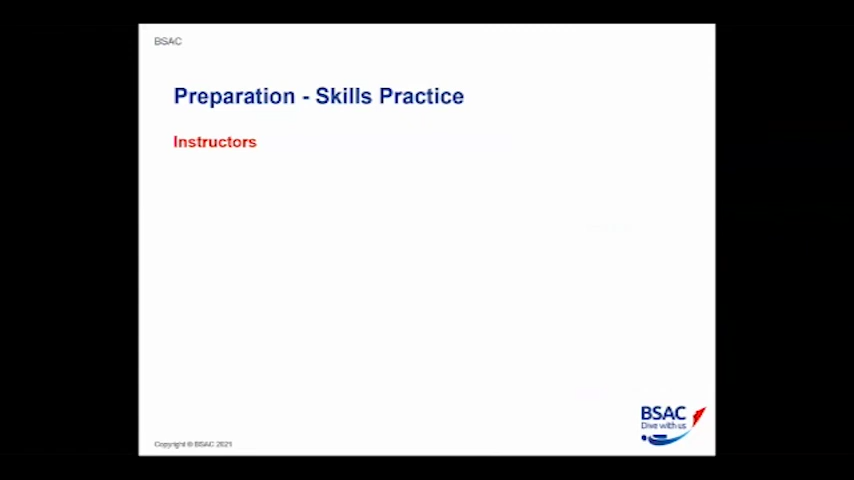 BSAC
Preparation - Skills Practice
Instructors
BSAC
Dive with us
Copyright © BSAC 2021